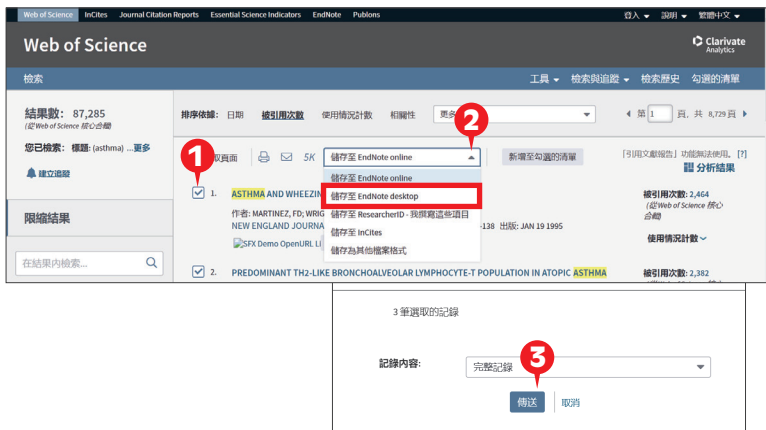 Web of Science InCites Journal Citation Reports Essential Science Indicators EndNote Publons 登入 說明 繁體中文
Web of Science
Clarivate
Analytics
檢索 工具 檢索與追蹤 檢索歷史 勾選的清單
結果數: 87,285
(從 Web of Science 核心合輯)
排序依據: 日期 被引用次數 使用情況計數 相關性 更多
第 1 頁, 共 8,729 頁
您已檢索: 標題: (asthma) ...更多
建立追蹤
1
2
取頁面 5K 儲存至 EndNote online 新增至勾選的清單
「引用文獻報告」功能無法使用。 [?]
分析結果
儲存至 EndNote online
儲存至 EndNote desktop
儲存至 ResearcherID - 我撰寫這些項目
儲存至 InCites
儲存為其他檔案格式
1. ASTHMA AND WHEEZIN
作者: MARTINEZ, FD; WRIG
NEW ENGLAND JOURNA -138 出版: JAN 19 1995
SFX Demo OpenURL Li
被引用次數: 2,464
(從 Web of Science 核心合輯)
使用情況計數
限縮結果
在結果內檢索...
2. PREDOMINANT TH2-LIKE BRONCHOALVEOLAR LYMPHOCYTE-T POPULATION IN ATOPIC ASTHMA
被引用次數: 2,382
3 筆選取的記錄
記錄內容: 完整記錄
3
傳送 取消